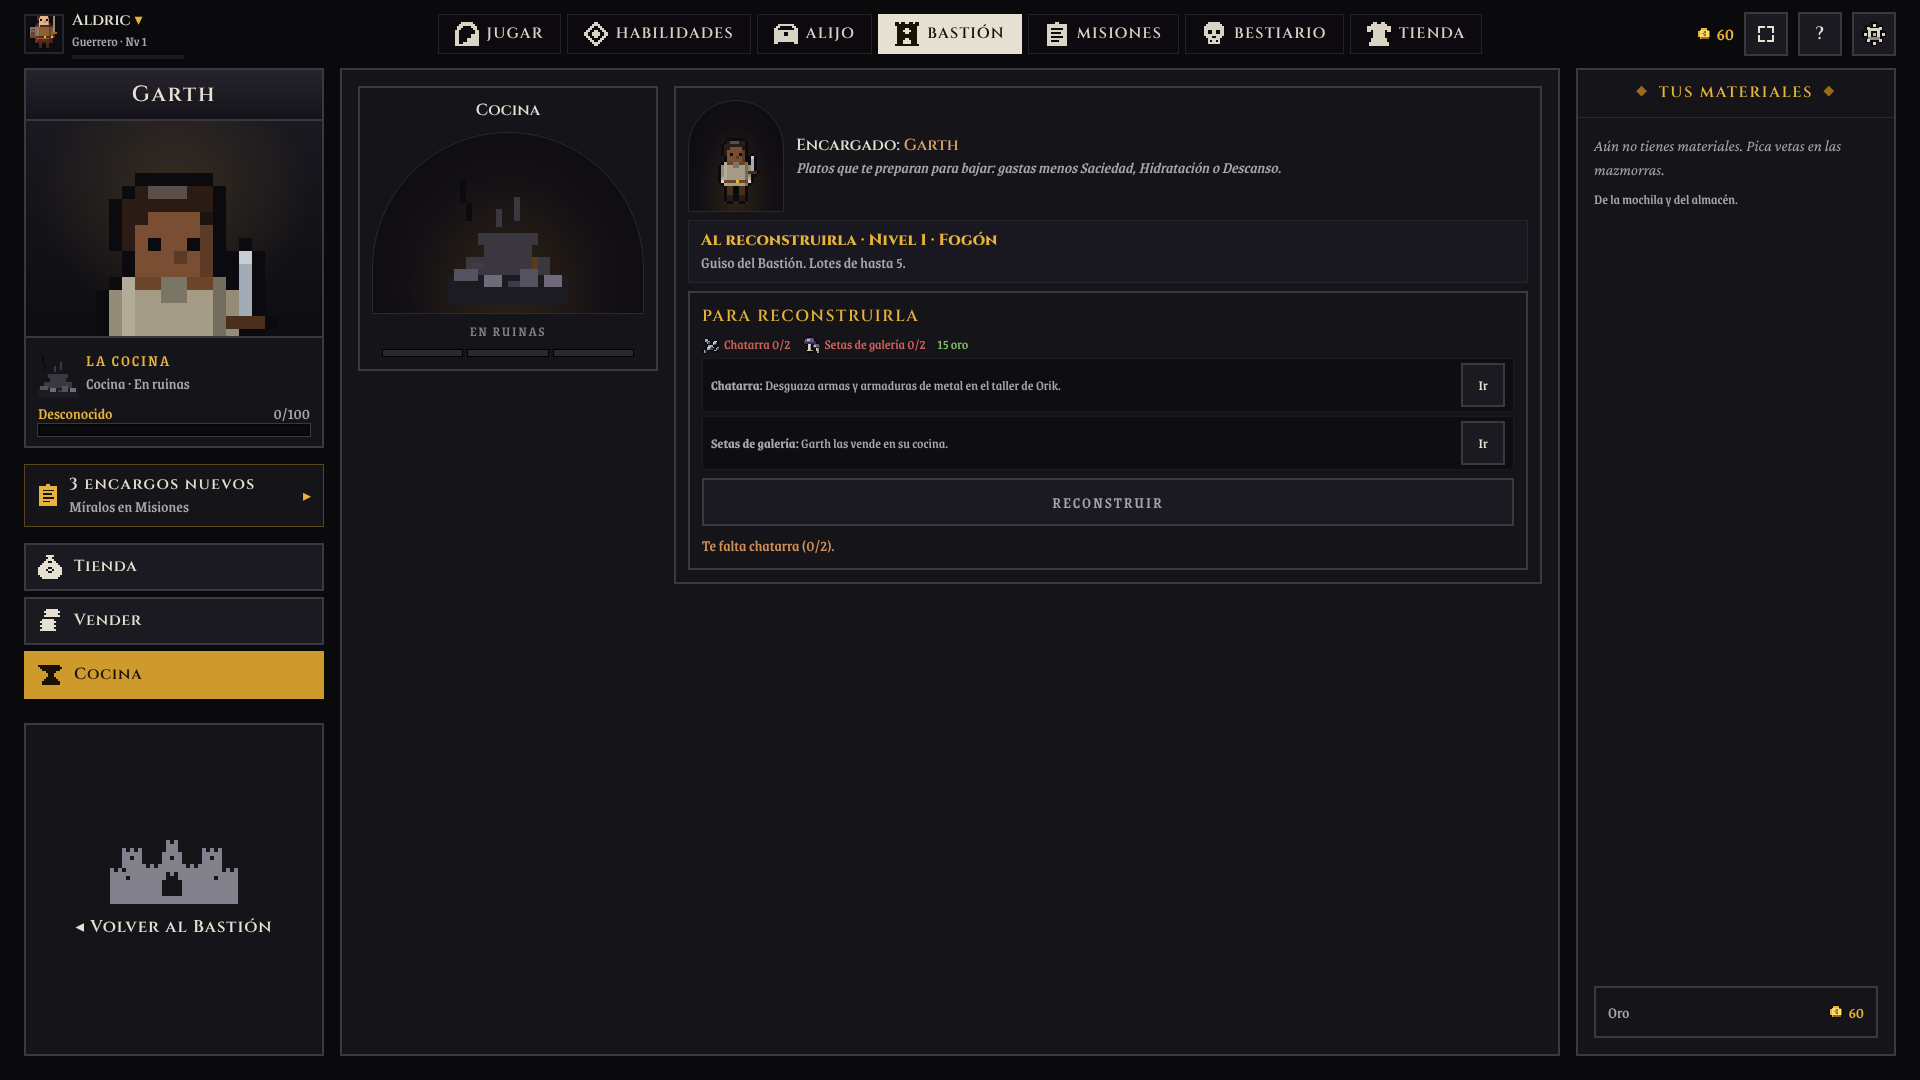 Aldric ▾
Guerrero · Nv 1
JUGAR
HABILIDADES
ALIJO
BASTIÓN
MISIONES
BESTIARIO
TIENDA
60
?
Garth
LA COCINA
Cocina · En ruinas
Desconocido 0/100
3 encargos nuevos
Míralos en Misiones
▸
Tienda
Vender
Cocina
◂ Volver al Bastión
Cocina
EN RUINAS
Encargado: Garth
Platos que te preparan para bajar: gastas menos Saciedad, Hidratación o Descanso.
Al reconstruirla · Nivel 1 · Fogón
Guiso del Bastión. Lotes de hasta 5.
PARA RECONSTRUIRLA
Chatarra 0/2 Setas de galería 0/2 15 oro
Chatarra: Desguaza armas y armaduras de metal en el taller de Orik.
Ir
Setas de galería: Garth las vende en su cocina.
Ir
RECONSTRUIR
Te falta chatarra (0/2).
◆ TUS MATERIALES ◆
Aún no tienes materiales. Pica vetas en las
mazmorras.
De la mochila y del almacén.
Oro 60